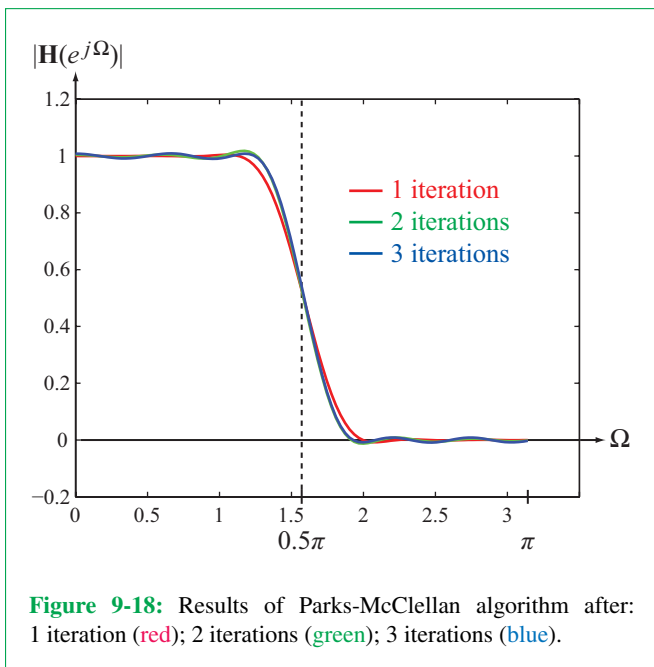 |H(e^{jΩ})|
1.2
1
0.8
0.6
0.4
0.2
0
−0.2
1 iteration
2 iterations
3 iterations
Ω
0 0.5 1 1.5 2 2.5 3
0.5π π
Figure 9-18: Results of Parks-McClellan algorithm after:
1 iteration (red); 2 iterations (green); 3 iterations (blue).